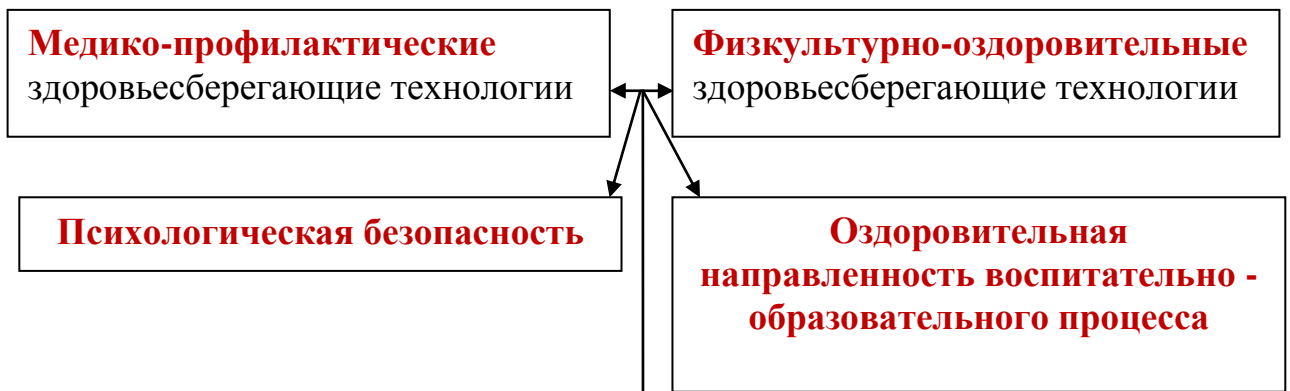 Медико-профилактические
здоровьесберегающие технологии
Физкультурно-оздоровительные
здоровьесберегающие технологии
Психологическая безопасность
Оздоровительная
направленность воспитательно -
образовательного процесса